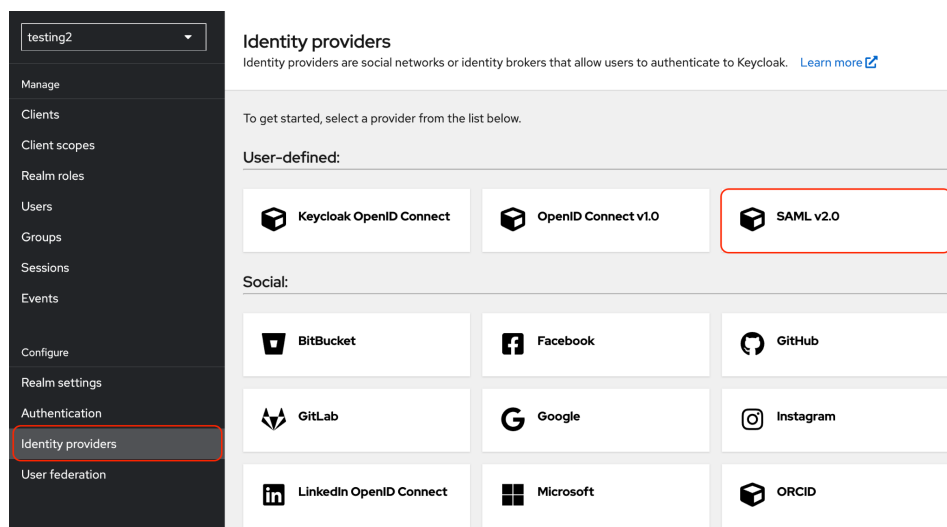 testing2
Manage
Clients
Client scopes
Realm roles
Users
Groups
Sessions
Events
Configure
Realm settings
Authentication
Identity providers
User federation
Identity providers
Identity providers are social networks or identity brokers that allow users to authenticate to Keycloak. Learn more
To get started, select a provider from the list below.
User-defined:
Keycloak OpenID Connect
OpenID Connect v1.0
SAML v2.0
Social:
BitBucket
Facebook
GitHub
GitLab
Google
Instagram
LinkedIn OpenID Connect
Microsoft
ORCID